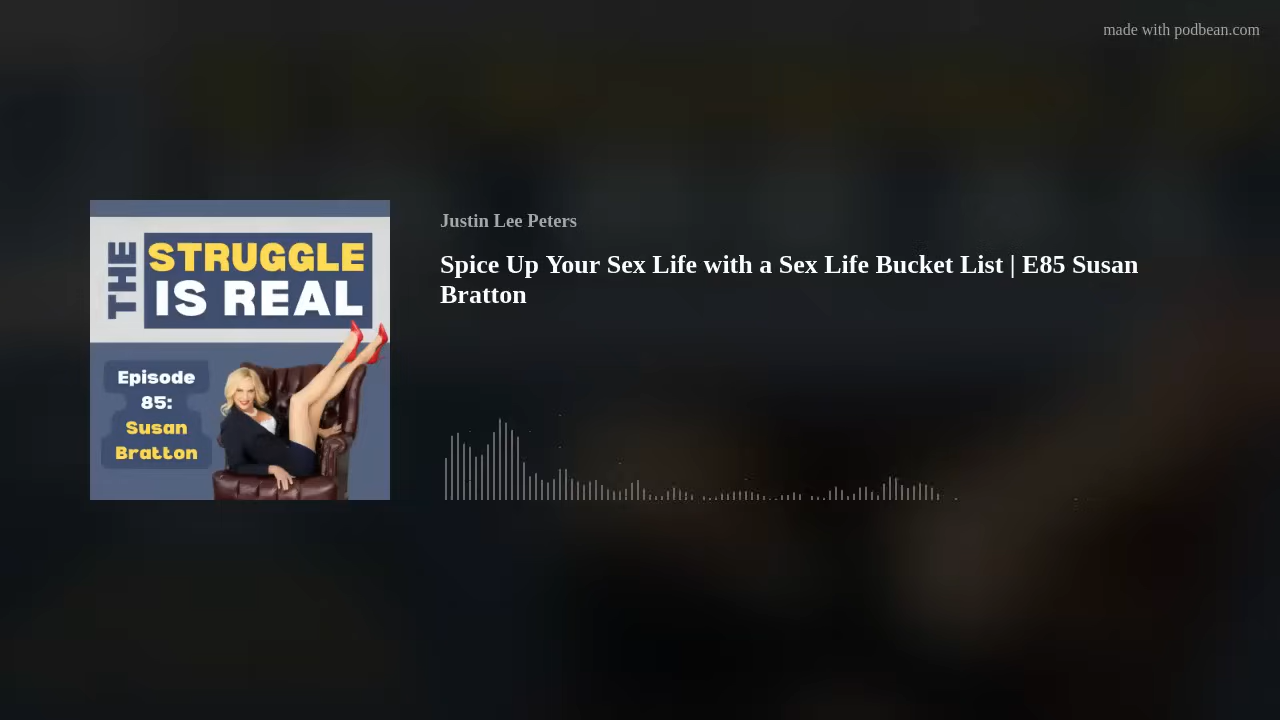 made with podbean.com
THE
STRUGGLE
IS REAL
Episode
85:
Susan
Bratton
Justin Lee Peters
Spice Up Your Sex Life with a Sex Life Bucket List | E85 Susan
Bratton